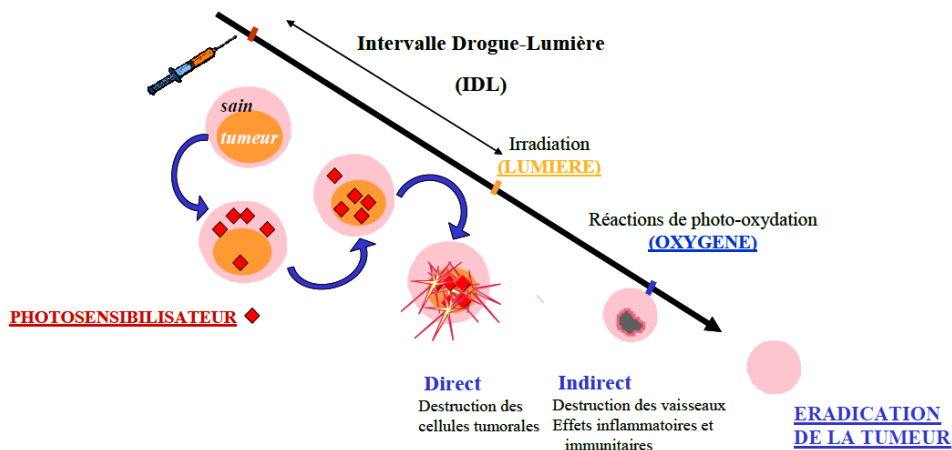 Intervalle Drogue-Lumière
(IDL)
sain
tumeur
Irradiation
(LUMIERE)
Réactions de photo-oxydation
(OXYGENE)
PHOTOSENSIBILISATEUR
Direct
Destruction des
cellules tumorales
Indirect
Destruction des vaisseaux
Effets inflammatoires et
immunitaires
ERADICATION
DE LA TUMEUR